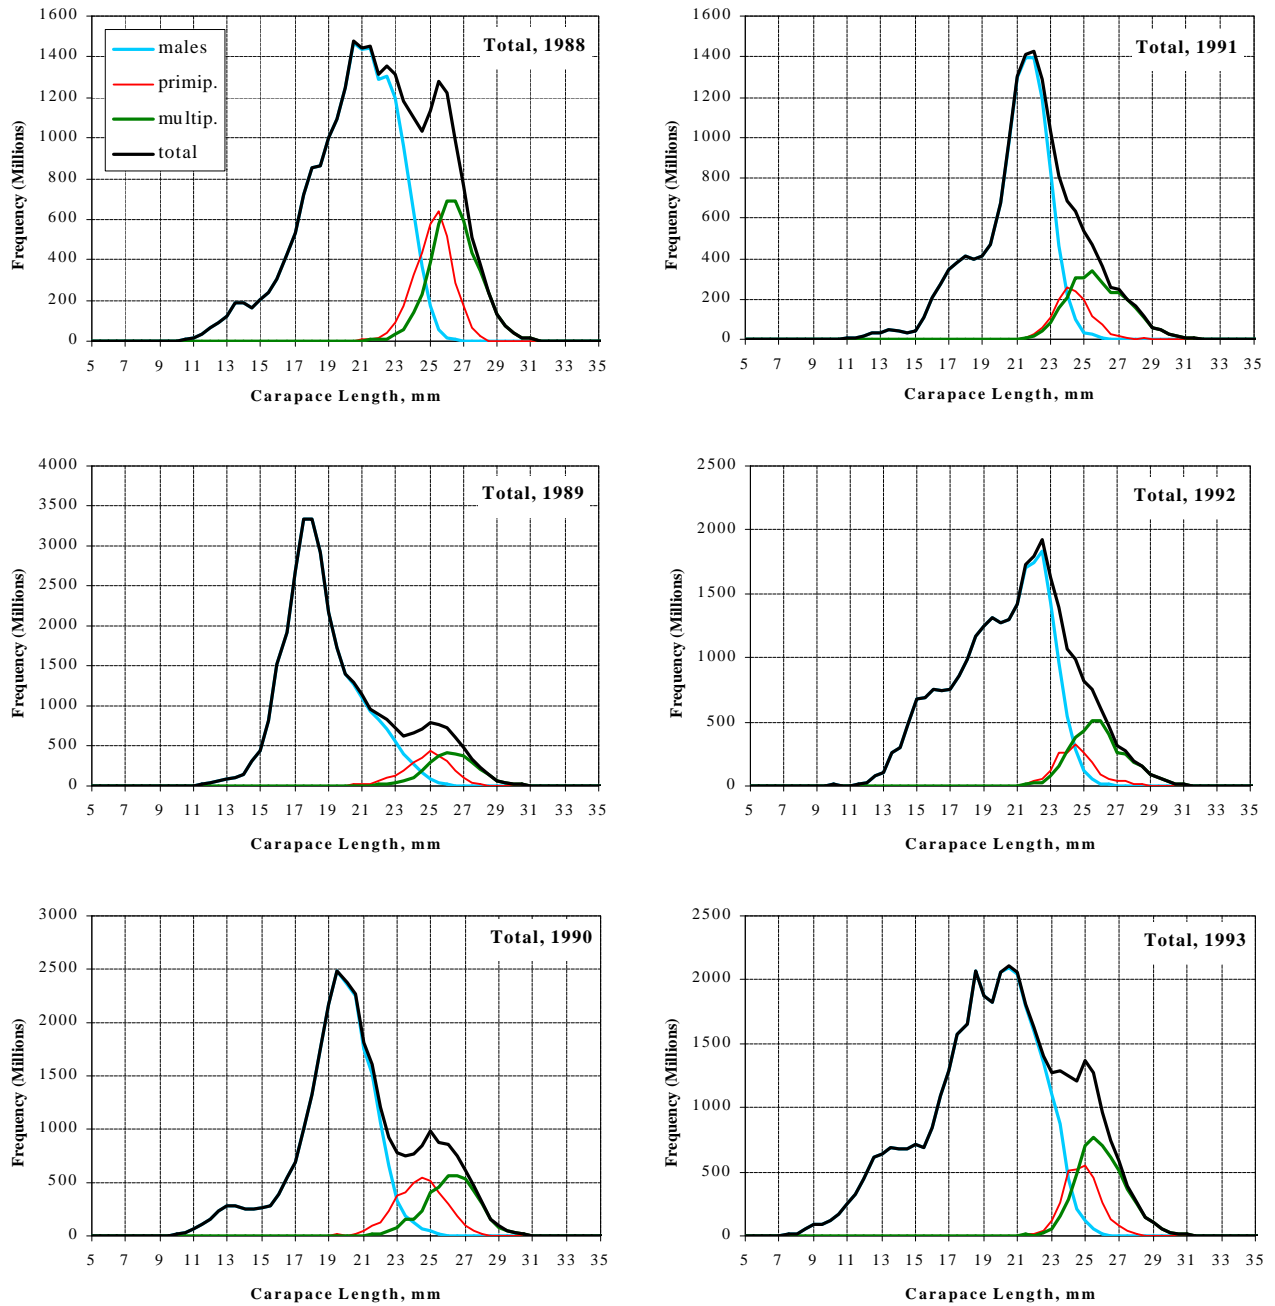 Total, 1988
males
primip.
multip.
total
Frequency (Millions)
1600
1400
1200
1000
800
600
400
200
0
5 7 9 11 13 15 17 19 21 23 25 27 29 31 33 35
Carapace Length, mm
Total, 1991
Frequency (Millions)
1600
1400
1200
1000
800
600
400
200
0
5 7 9 11 13 15 17 19 21 23 25 27 29 31 33 35
Carapace Length, mm
Total, 1989
Frequency (Millions)
4000
3500
3000
2500
2000
1500
1000
500
0
5 7 9 11 13 15 17 19 21 23 25 27 29 31 33 35
Carapace Length, mm
Total, 1992
Frequency (Millions)
2500
2000
1500
1000
500
0
5 7 9 11 13 15 17 19 21 23 25 27 29 31 33 35
Carapace Length, mm
Total, 1990
Frequency (Millions)
3000
2500
2000
1500
1000
500
0
5 7 9 11 13 15 17 19 21 23 25 27 29 31 33 35
Carapace Length, mm
Total, 1993
Frequency (Millions)
2500
2000
1500
1000
500
0
5 7 9 11 13 15 17 19 21 23 25 27 29 31 33 35
Carapace Length, mm